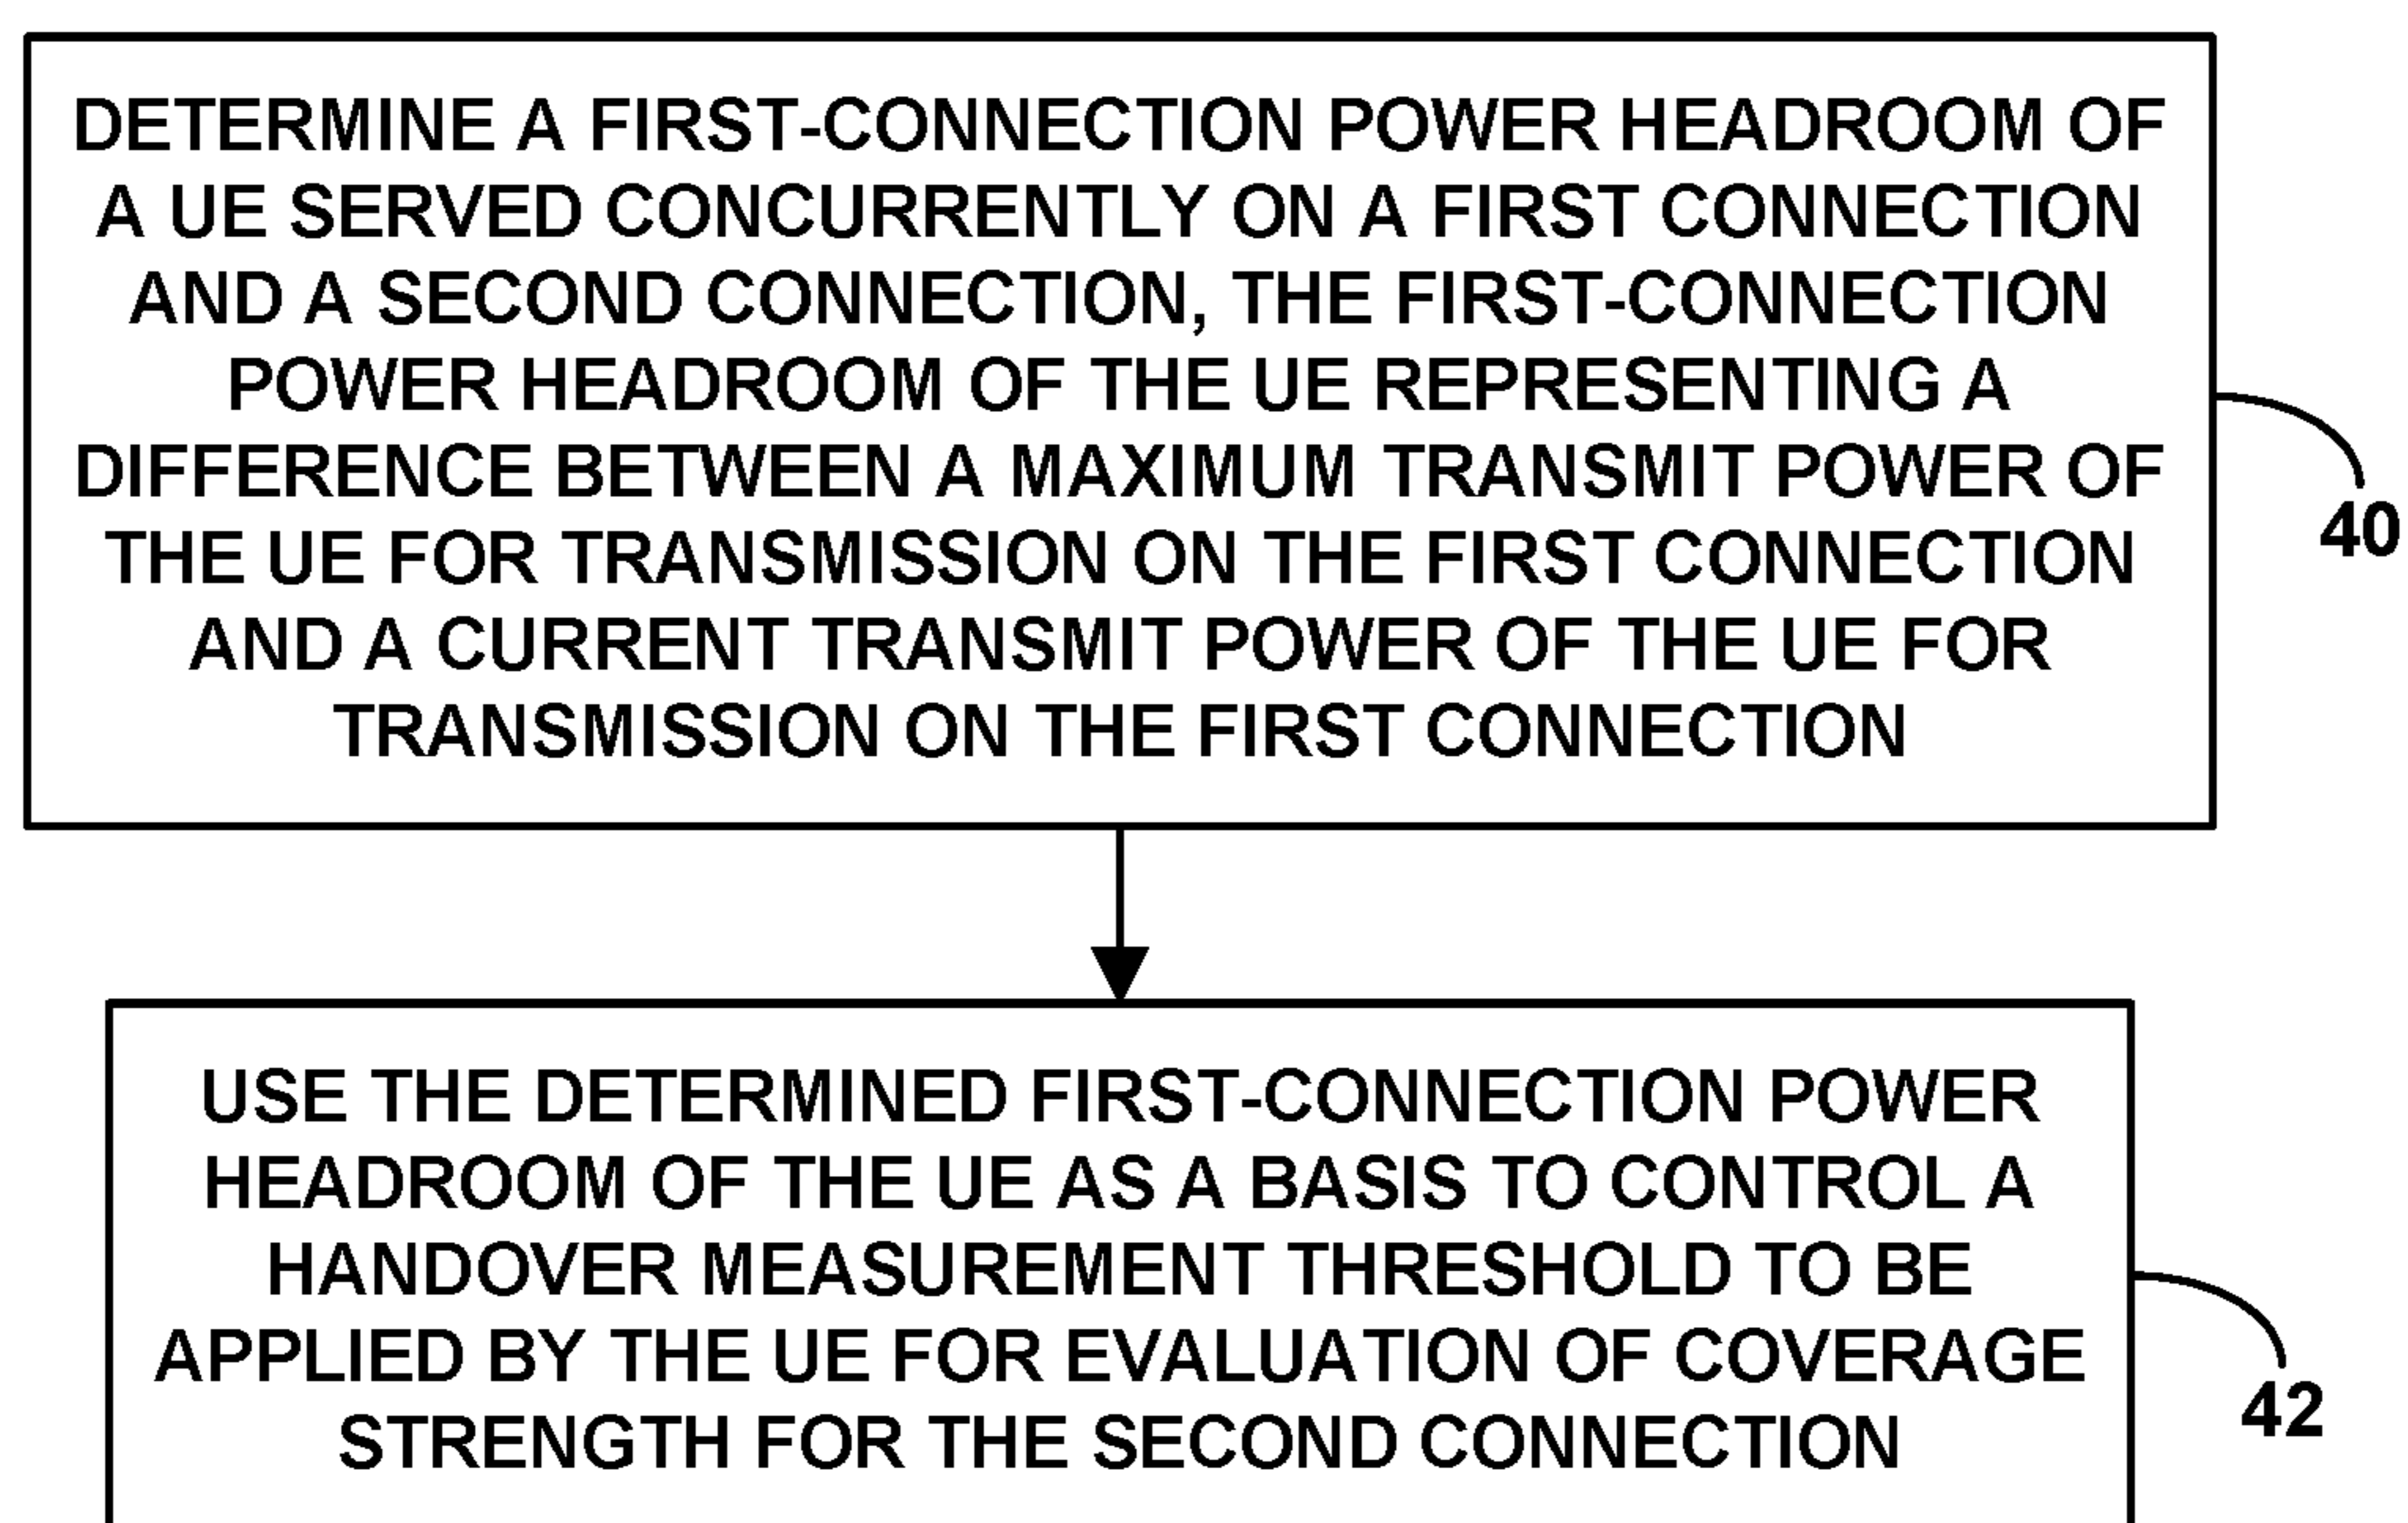 DETERMINE A FIRST-CONNECTION POWER HEADROOM OF
A UE SERVED CONCURRENTLY ON A FIRST CONNECTION
AND A SECOND CONNECTION, THE FIRST-CONNECTION
POWER HEADROOM OF THE UE REPRESENTING A
DIFFERENCE BETWEEN A MAXIMUM TRANSMIT POWER OF
THE UE FOR TRANSMISSION ON THE FIRST CONNECTION
AND A CURRENT TRANSMIT POWER OF THE UE FOR
TRANSMISSION ON THE FIRST CONNECTION
40
USE THE DETERMINED FIRST-CONNECTION POWER
HEADROOM OF THE UE AS A BASIS TO CONTROL A
HANDOVER MEASUREMENT THRESHOLD TO BE
APPLIED BY THE UE FOR EVALUATION OF COVERAGE
STRENGTH FOR THE SECOND CONNECTION
42